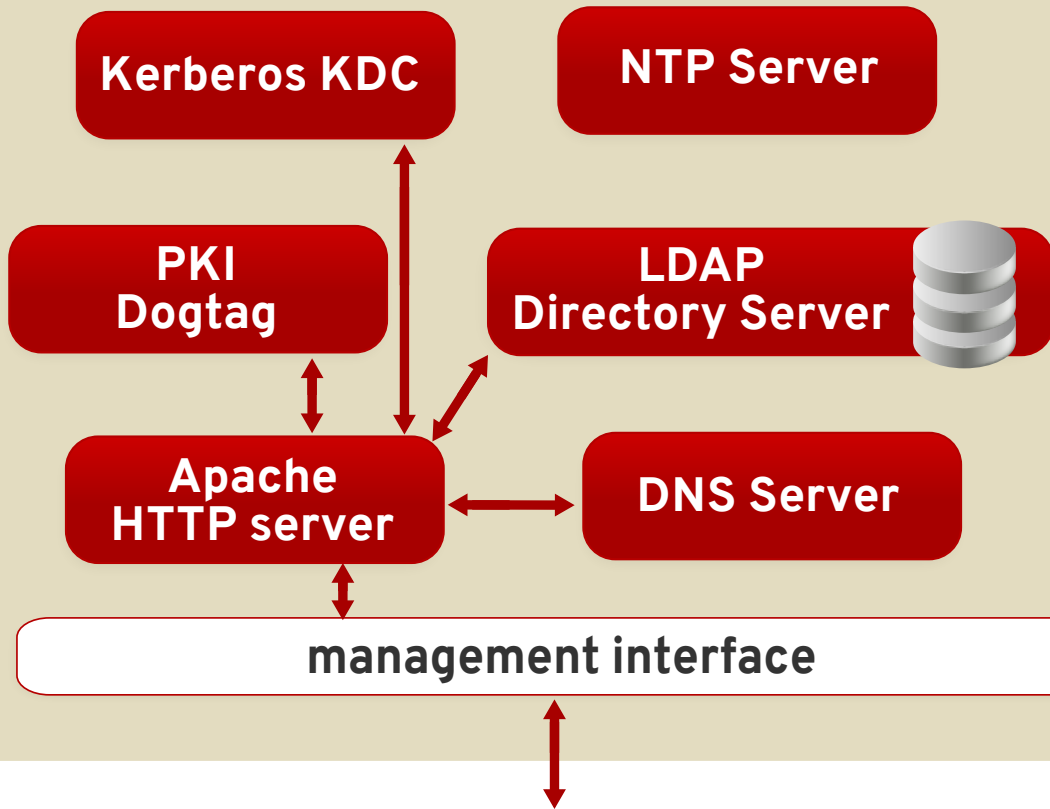 Kerberos KDC
NTP Server
PKI
Dogtag
LDAP
Directory Server
Apache
HTTP server
DNS Server
management interface